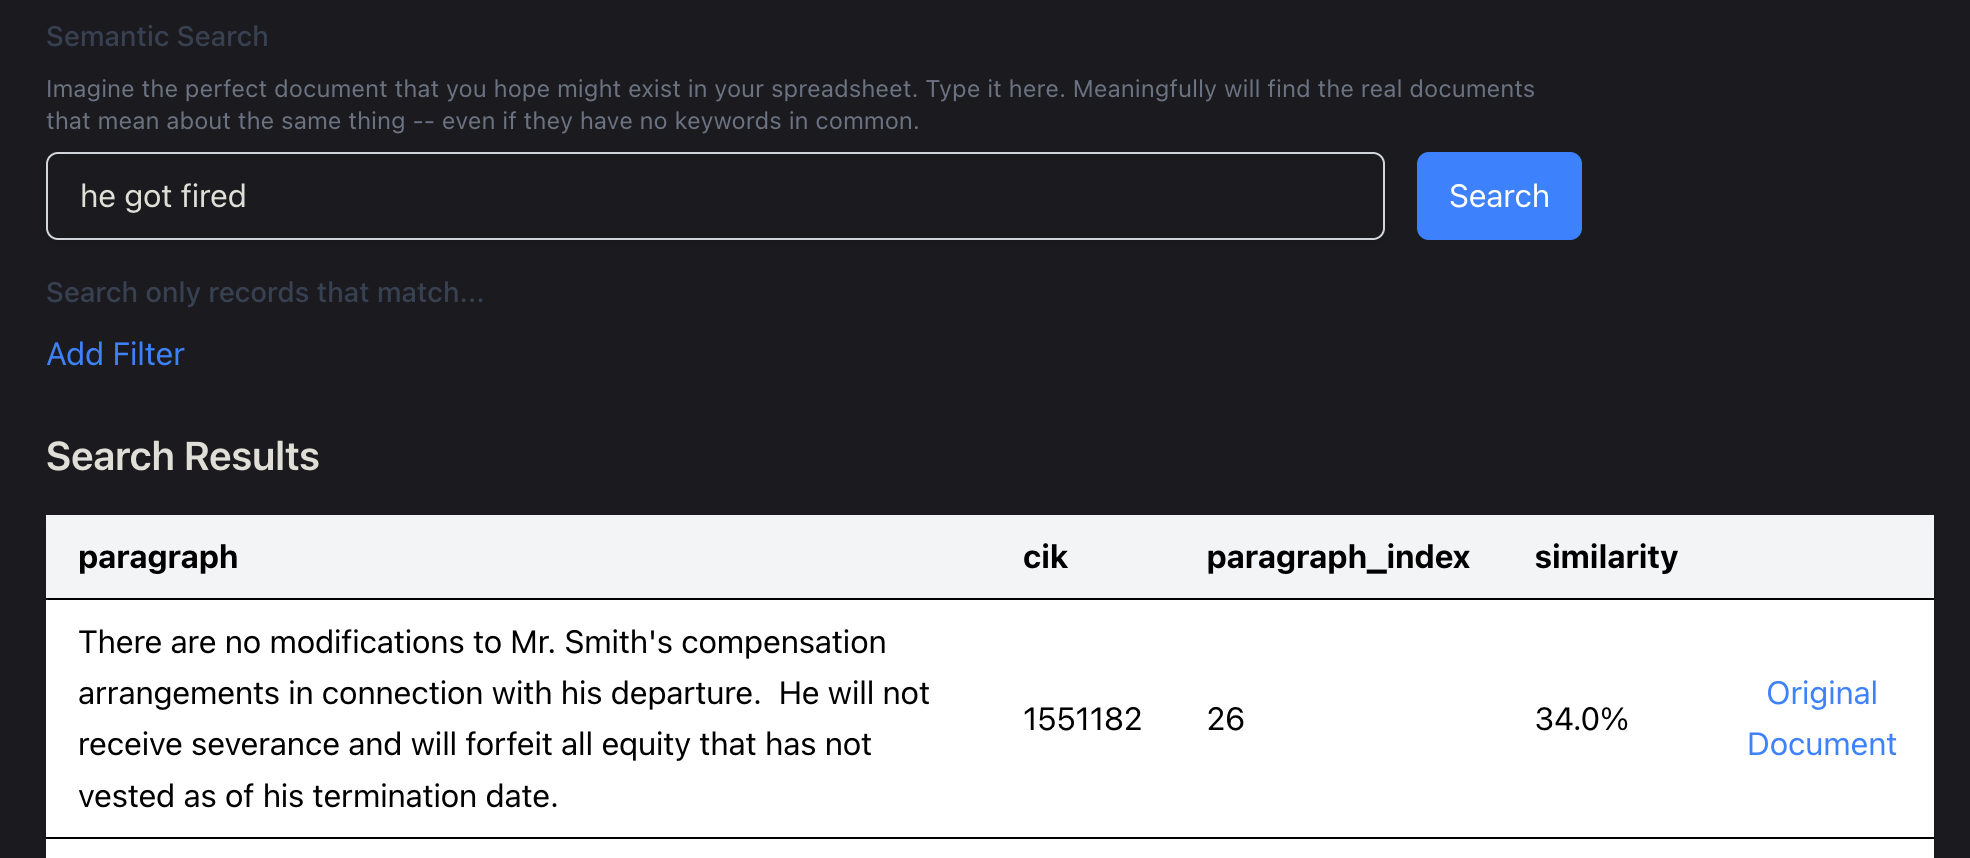 Semantic Search
Imagine the perfect document that you hope might exist in your spreadsheet. Type it here. Meaningfully will find the real documents
that mean about the same thing -- even if they have no keywords in common.
he got fired
Search
Search only records that match...
Add Filter
Search Results
paragraph cik paragraph_index similarity
There are no modifications to Mr. Smith's compensation
arrangements in connection with his departure.  He will not
receive severance and will forfeit all equity that has not
vested as of his termination date.
1551182
26
34.0%
Original
Document